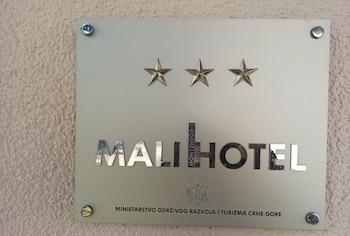 MONTENEGRO
MALI HOTEL
MINISTARSTVO ODRŽIVOG RAZVOJA I TURIZMA CRNE GORE